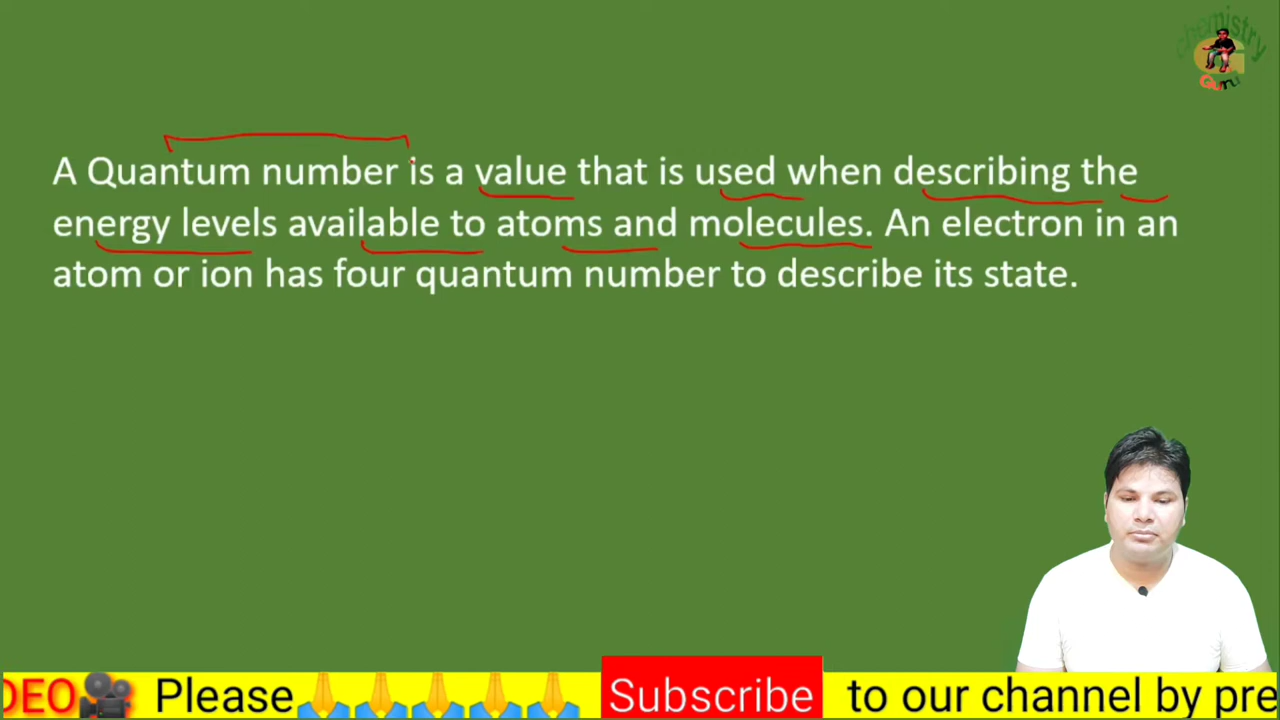 chemistry
G
Guru
A Quantum number is a value that is used when describing the
energy levels available to atoms and molecules. An electron in an
atom or ion has four quantum number to describe its state.
DEO🎥 Please🙏🙏🙏🙏🙏 Subscribe to our channel by pre